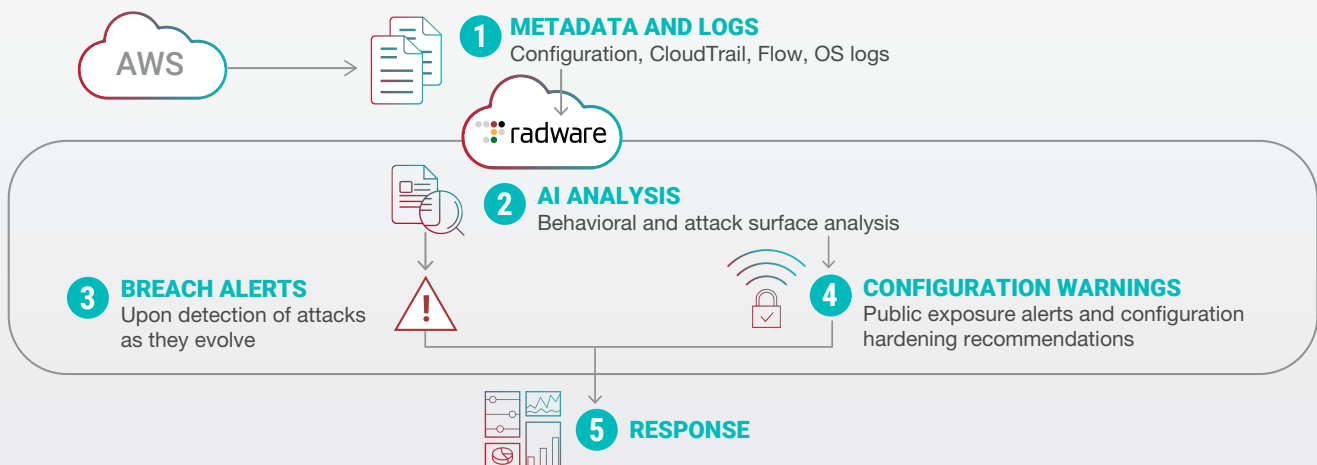 AWS
1
METADATA AND LOGS
Configuration, CloudTrail, Flow, OS logs
radware
2
AI ANALYSIS
Behavioral and attack surface analysis
3
BREACH ALERTS
Upon detection of attacks
as they evolve
!
4
CONFIGURATION WARNINGS
Public exposure alerts and configuration
hardening recommendations
5
RESPONSE